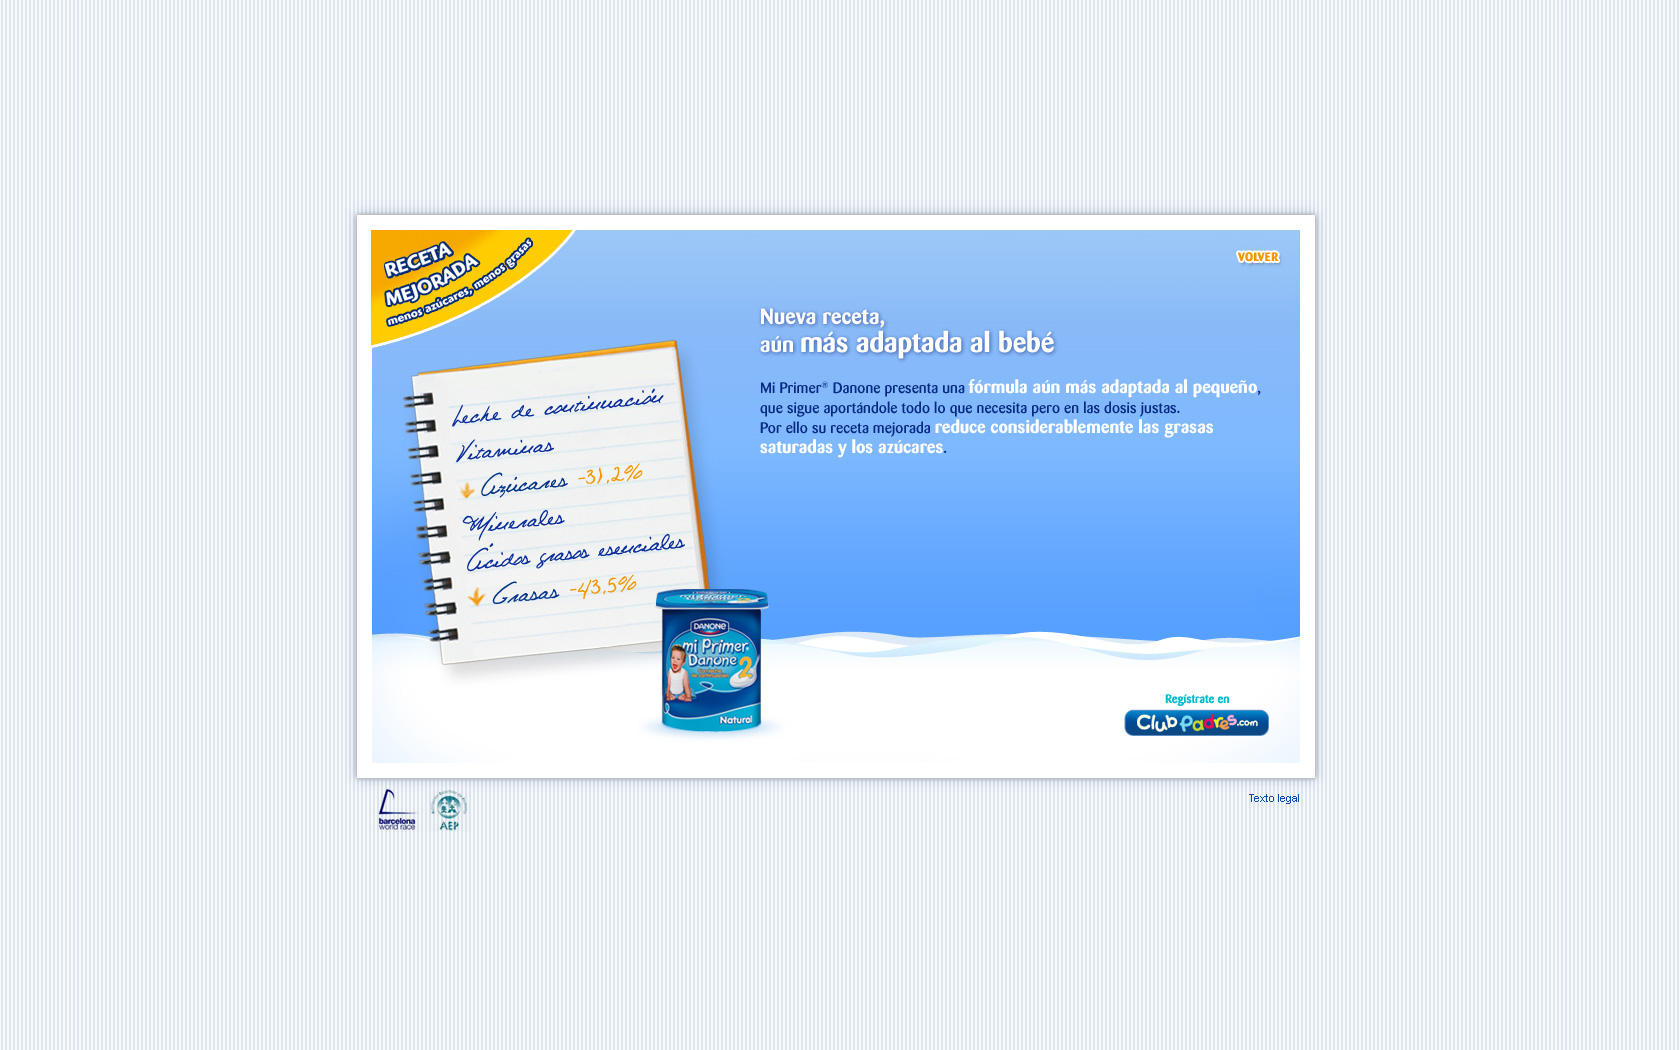 RECETA
MEJORADA
menos azúcares, menos grasas
VOLVER
Nueva receta,
aún más adaptada al bebé
Mi Primer® Danone presenta una fórmula aún más adaptada al pequeño,
que sigue aportándole todo lo que necesita pero en las dosis justas.
Por ello su receta mejorada reduce considerablemente las grasas
saturadas y los azúcares.
Leche de continuación
Vitaminas
Azúcares -31,2%
Minerales
Ácidos grasos esenciales
Grasas -43,5%
DANONE
mi Primer
Danone 2
Natural
Regístrate en
ClubPadres.com
barcelona
world race
AEP
Texto legal